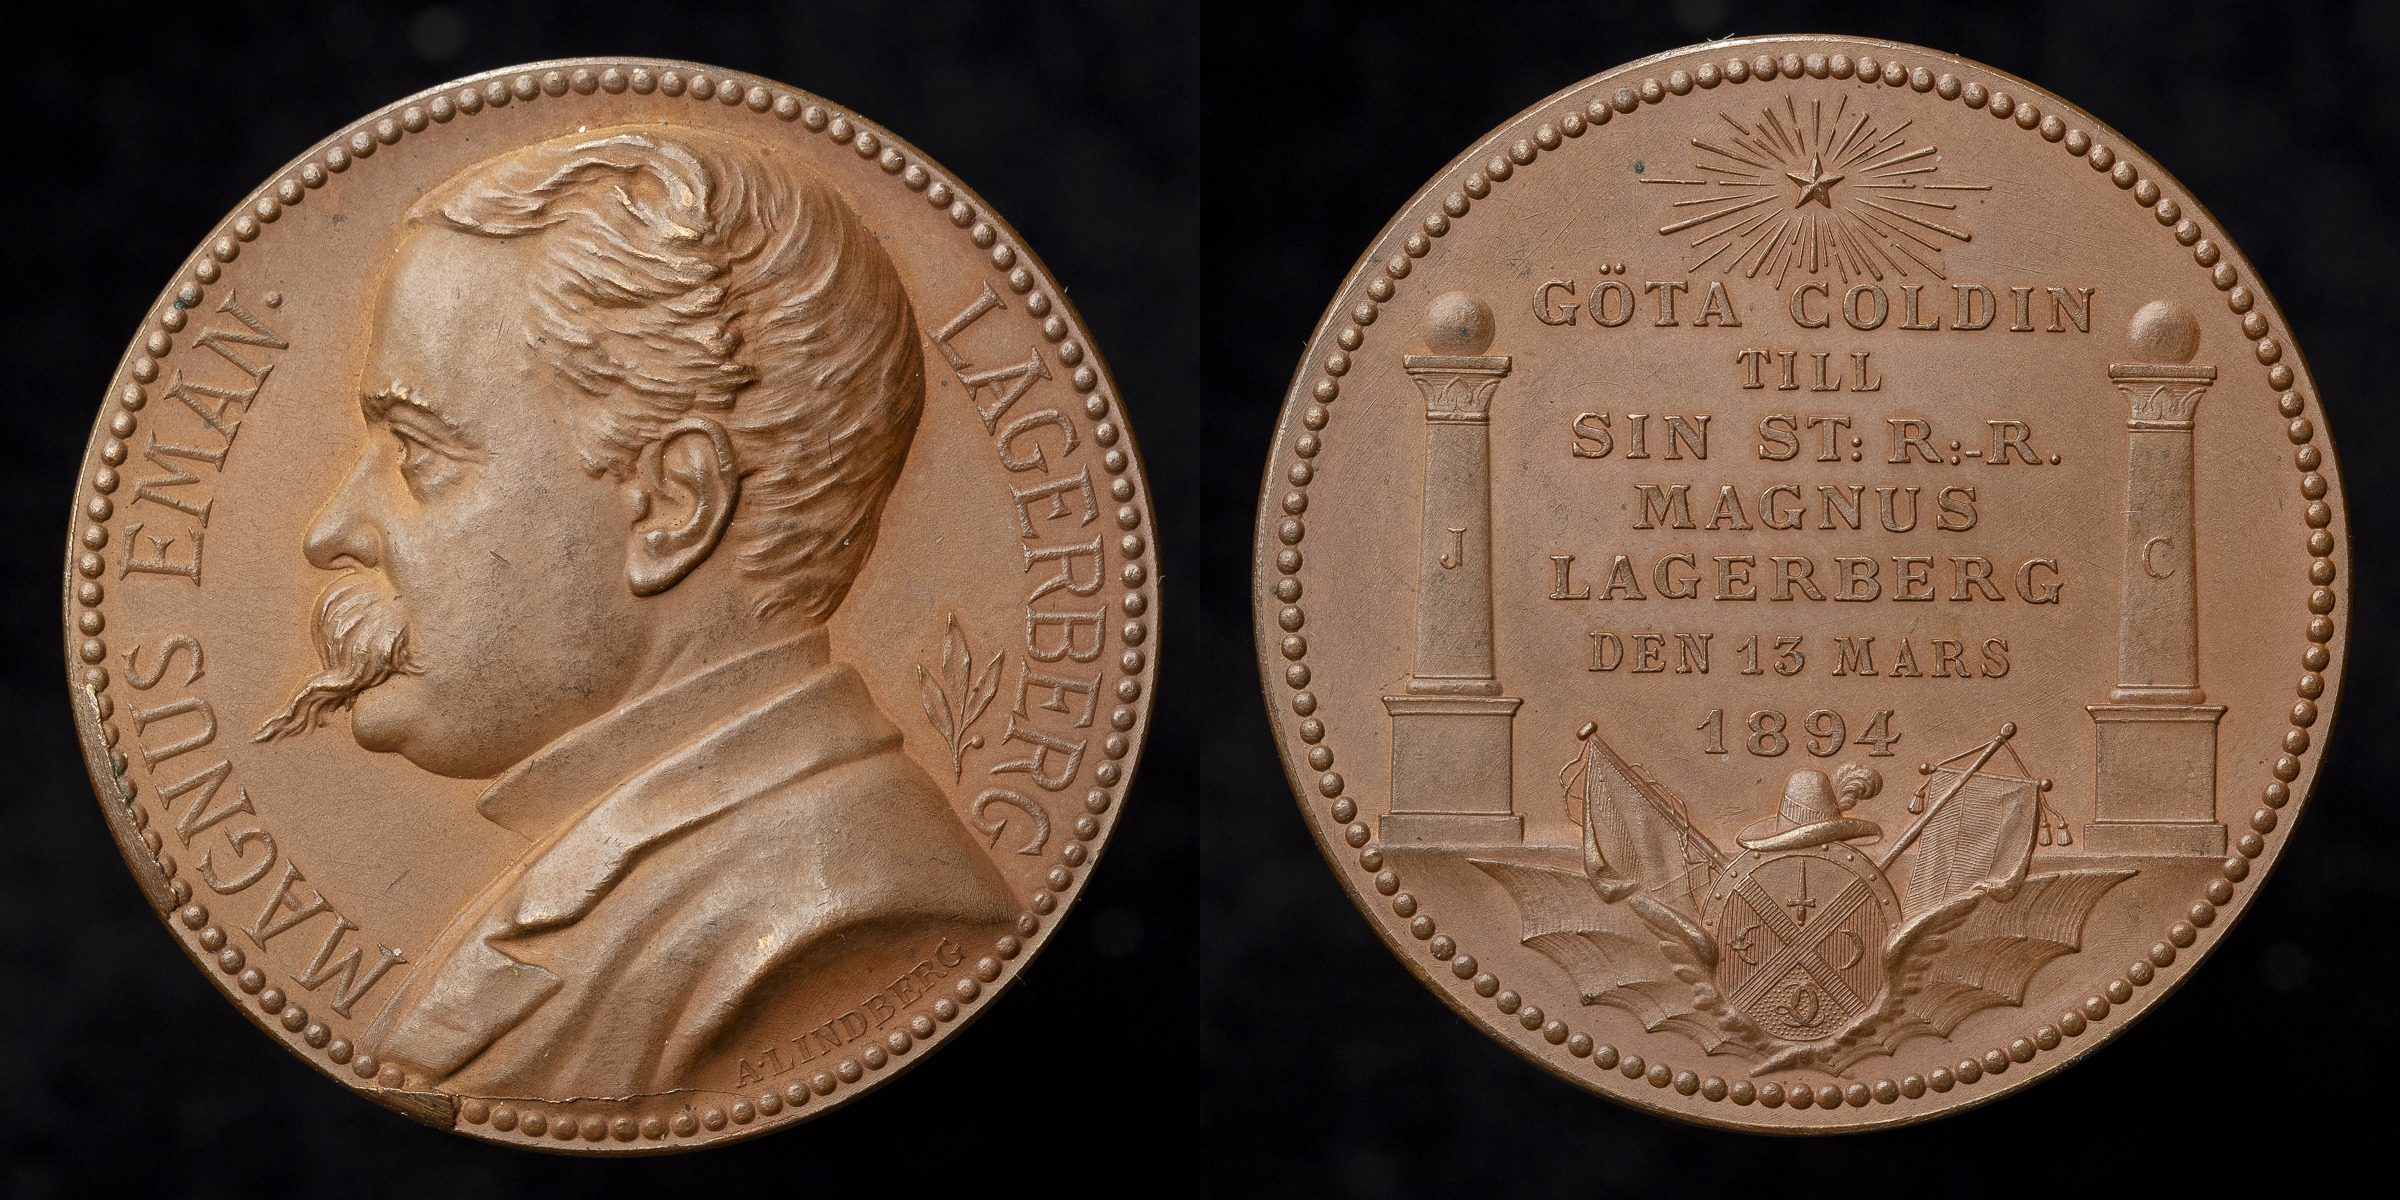 MAGNUS EMAN.
LAGERBERG
A·LINDBERG
GÖTA COLDIN
TILL
SIN ST: R:-R.
MAGNUS
LAGERBERG
DEN 13 MARS
1894
J
C